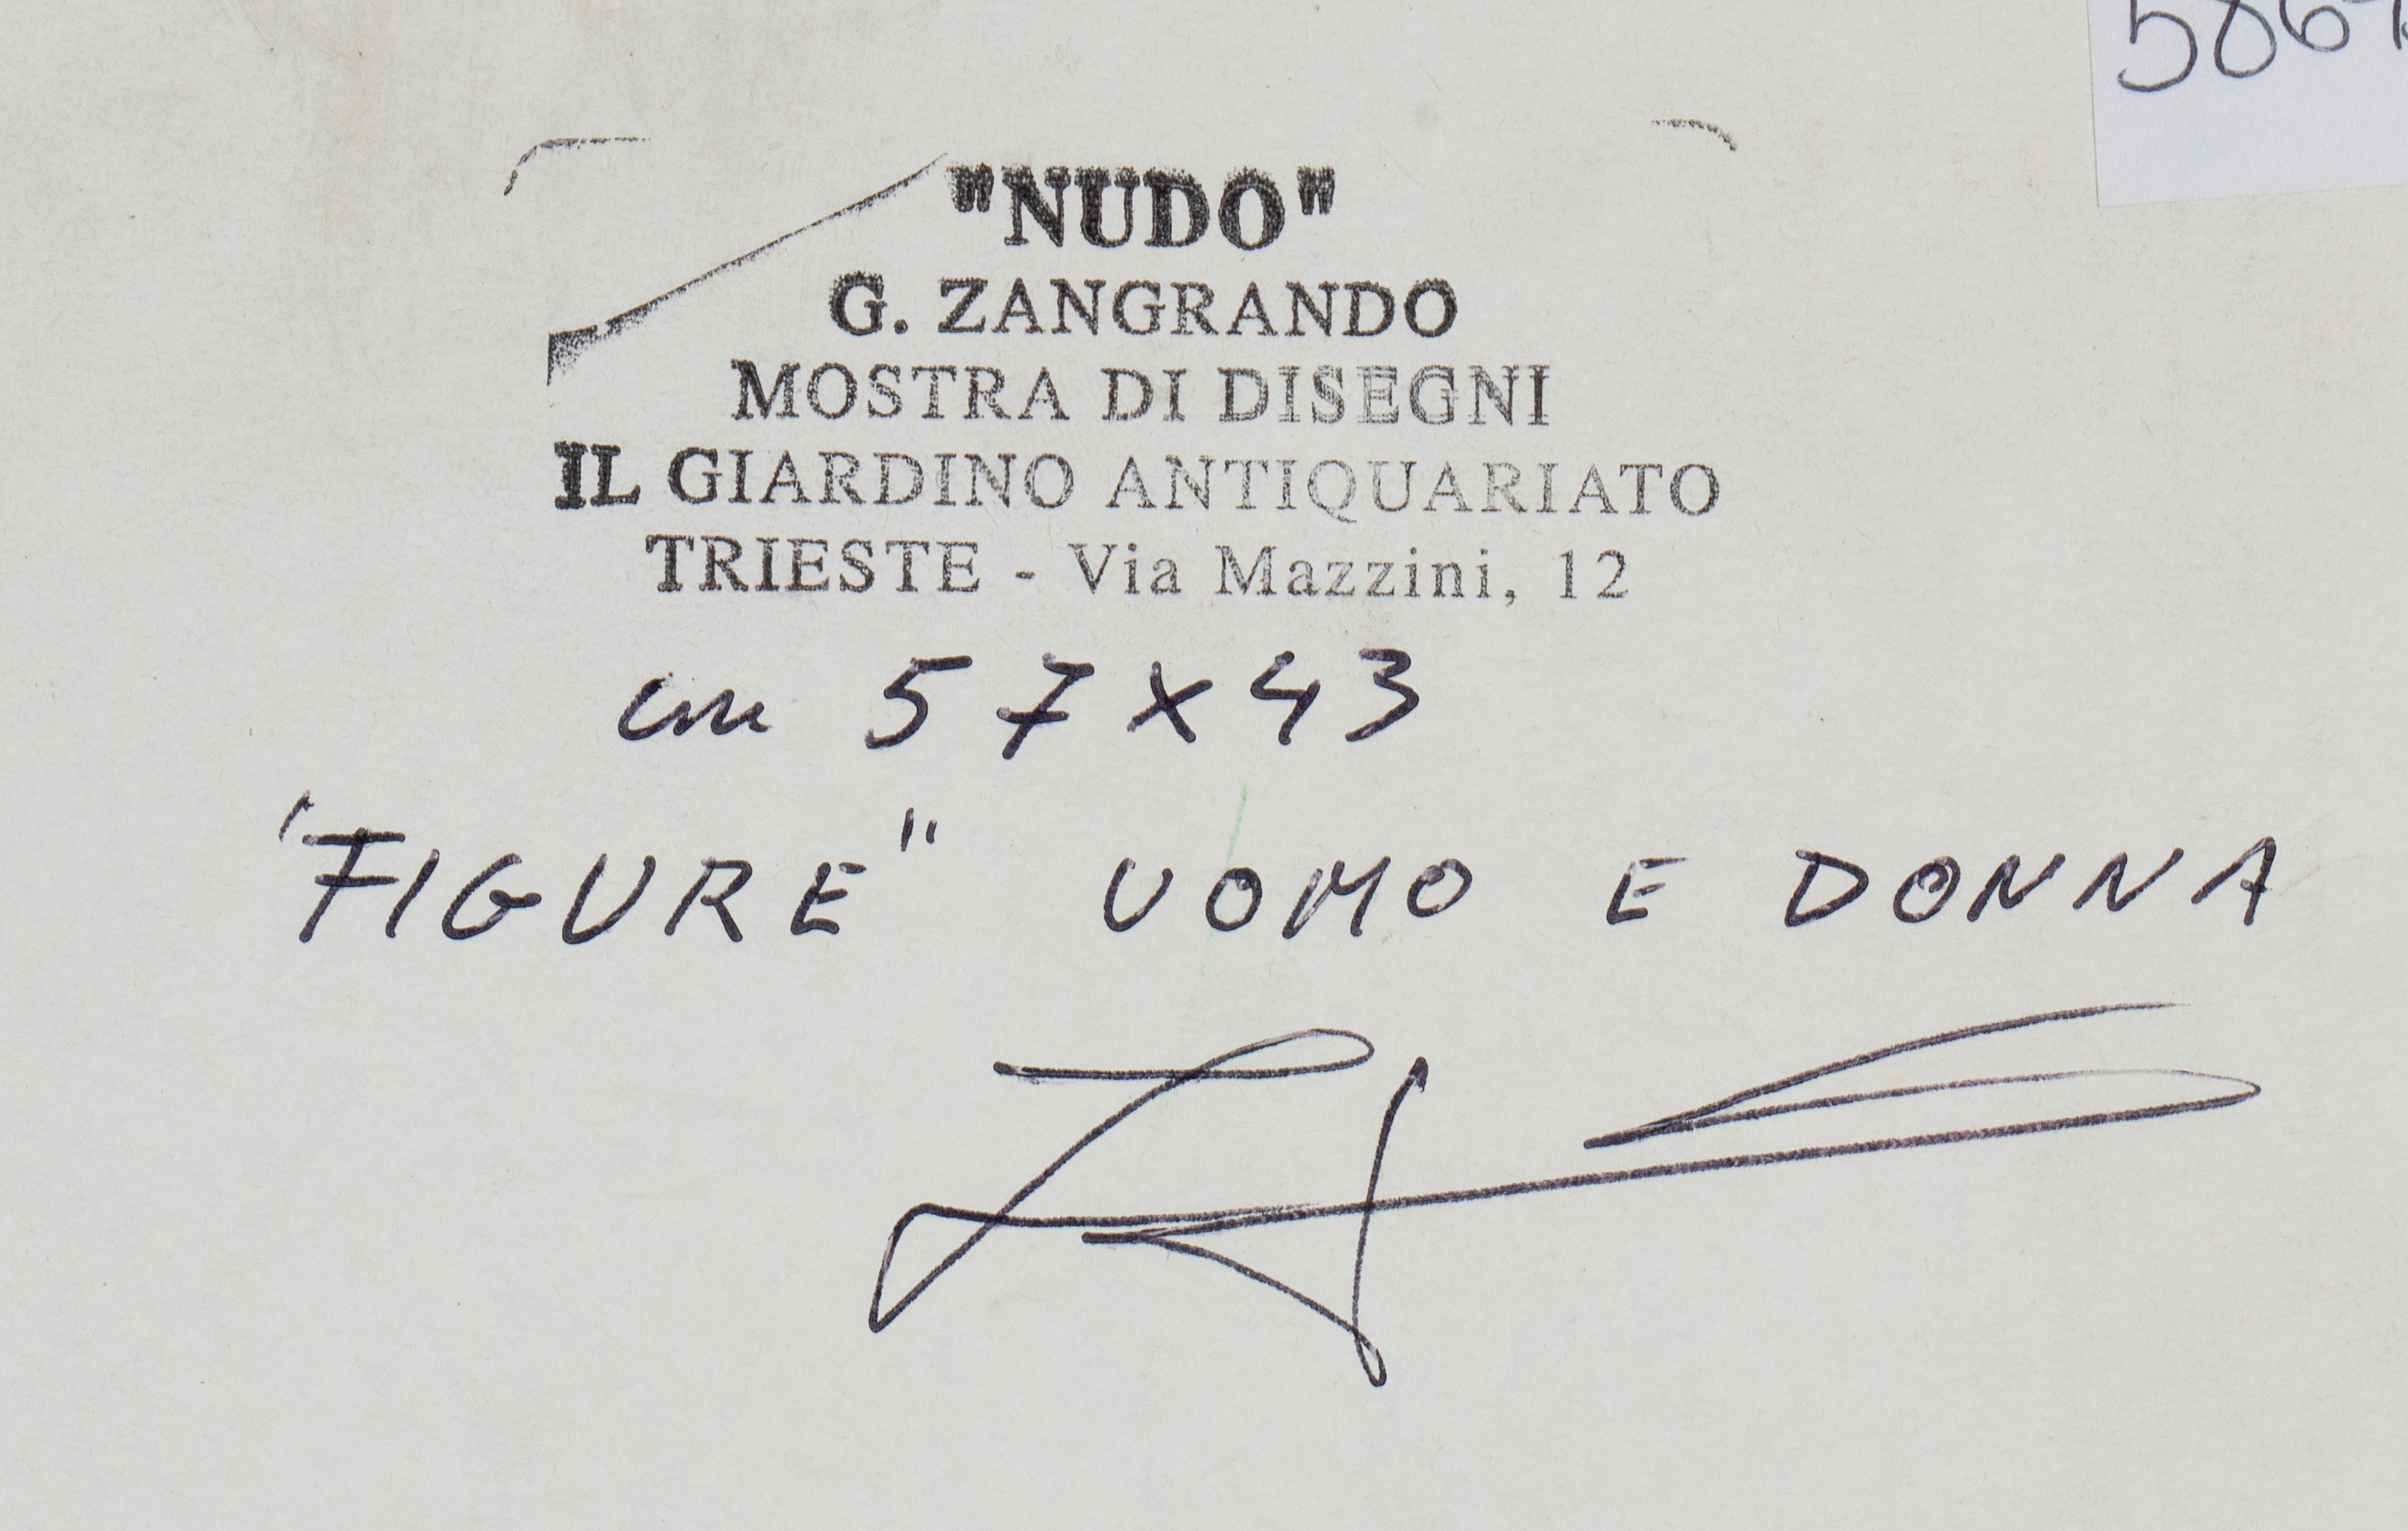 "NUDO"
G. ZANGRANDO
MOSTRA DI DISEGNI
IL GIARDINO ANTIQUARIATO
TRIESTE - Via Mazzini, 12
cm 57x43
"FIGURE" UOMO E DONNA